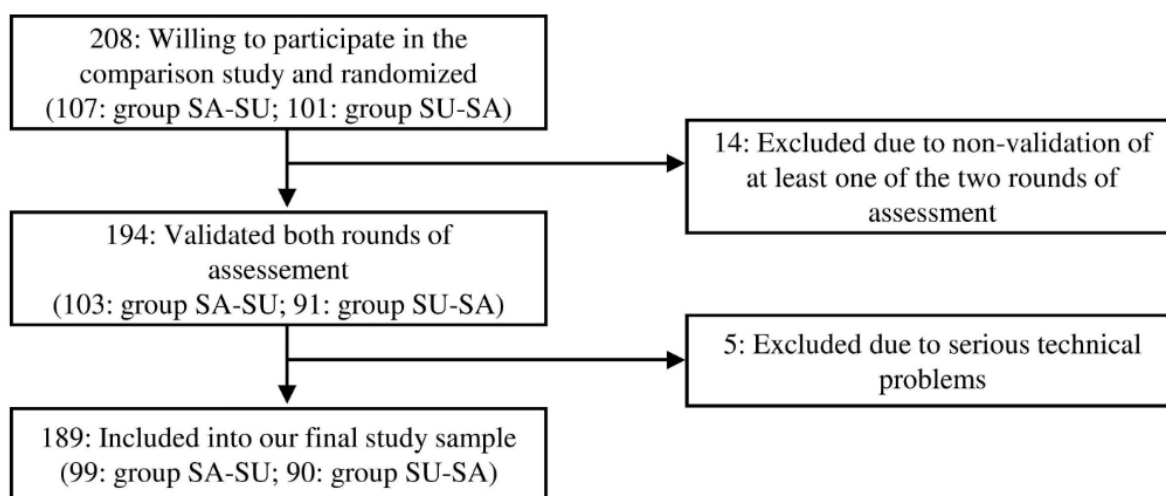 208: Willing to participate in the
comparison study and randomized
(107: group SA-SU; 101: group SU-SA)
14: Excluded due to non-validation of
at least one of the two rounds of
assessment
194: Validated both rounds of
assessement
(103: group SA-SU; 91: group SU-SA)
5: Excluded due to serious technical
problems
189: Included into our final study sample
(99: group SA-SU; 90: group SU-SA)